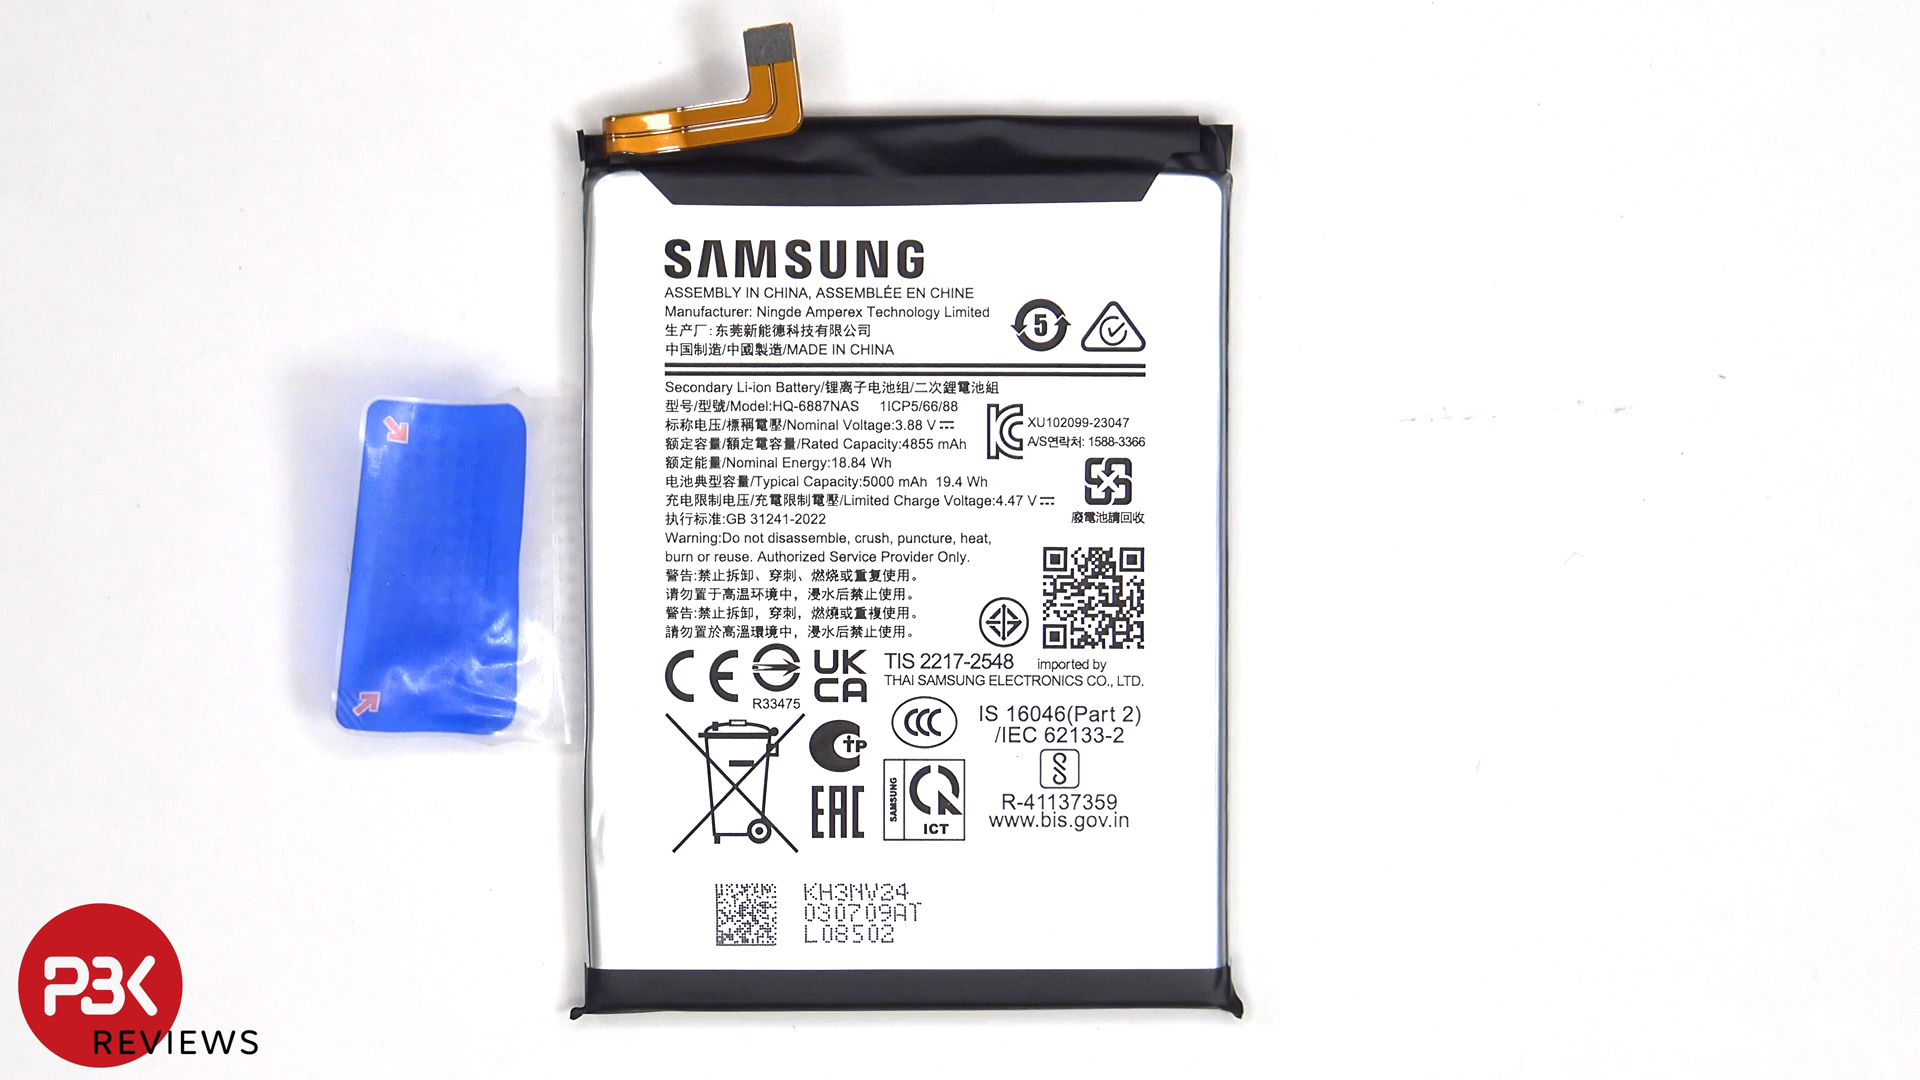 SAMSUNG
ASSEMBLY IN CHINA, ASSEMBLÉE EN CHINE
Manufacturer: Ningde Amperex Technology Limited
生产厂:东莞新能德科技有限公司
中国制造/中國製造/MADE IN CHINA
5
Secondary Li-ion Battery/锂离子电池组/二次鋰電池組
型号/型號/Model:HQ-6887NAS 1ICP5/66/88
标称电压/標稱電壓/Nominal Voltage:3.88 V
额定容量/額定電容量/Rated Capacity:4855 mAh
额定能量/Nominal Energy:18.84 Wh
电池典型容量/Typical Capacity:5000 mAh 19.4 Wh
充电限制电压/充電限制電壓/Limited Charge Voltage:4.47 V
执行标准:GB 31241-2022
XU102099-23047
A/S연락처: 1588-3366
廢電池請回收
Warning:Do not disassemble, crush, puncture, heat,
burn or reuse. Authorized Service Provider Only.
警告:禁止拆卸、穿刺、燃烧或重复使用。
请勿置于高温环境中，浸水后禁止使用。
警告:禁止拆卸，穿刺，燃燒或重複使用。
請勿置於高溫環境中，浸水后禁止使用。
CE
R33475
UK
CA
TIS 2217-2548 imported by
THAI SAMSUNG ELECTRONICS CO., LTD.
CCC
IS 16046(Part 2)
/IEC 62133-2
R-41137359
www.bis.gov.in
TP
EAC
SAMSUNG
ICT
KH3NV24
030709AT
L08502
P3K
REVIEWS